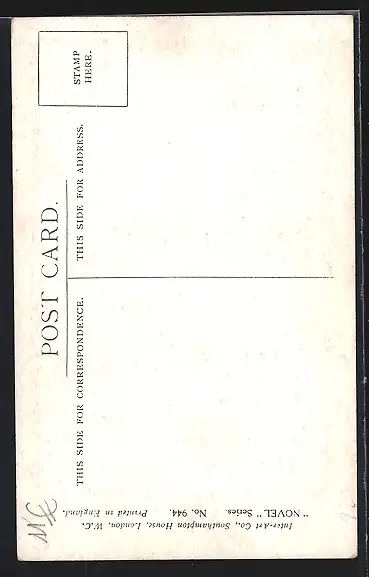 POST CARD.
STAMP
HERE.
THIS SIDE FOR CORRESPONDENCE.
THIS SIDE FOR ADDRESS.
"NOVEL" Series. No. 944. Printed in England.
Inter-Art Co., Southampton House, London, W.C.